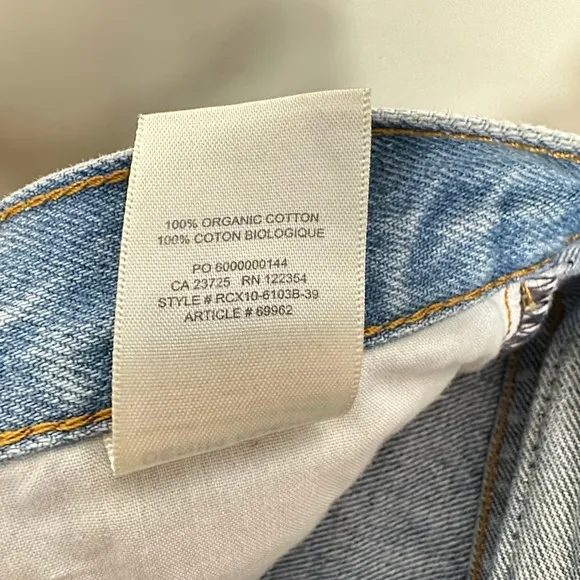 100% ORGANIC COTTON
100% COTON BIOLOGIQUE
PO 6000000144
CA 23725 RN 122354
STYLE # RCX10-6103B-39
ARTICLE # 69962